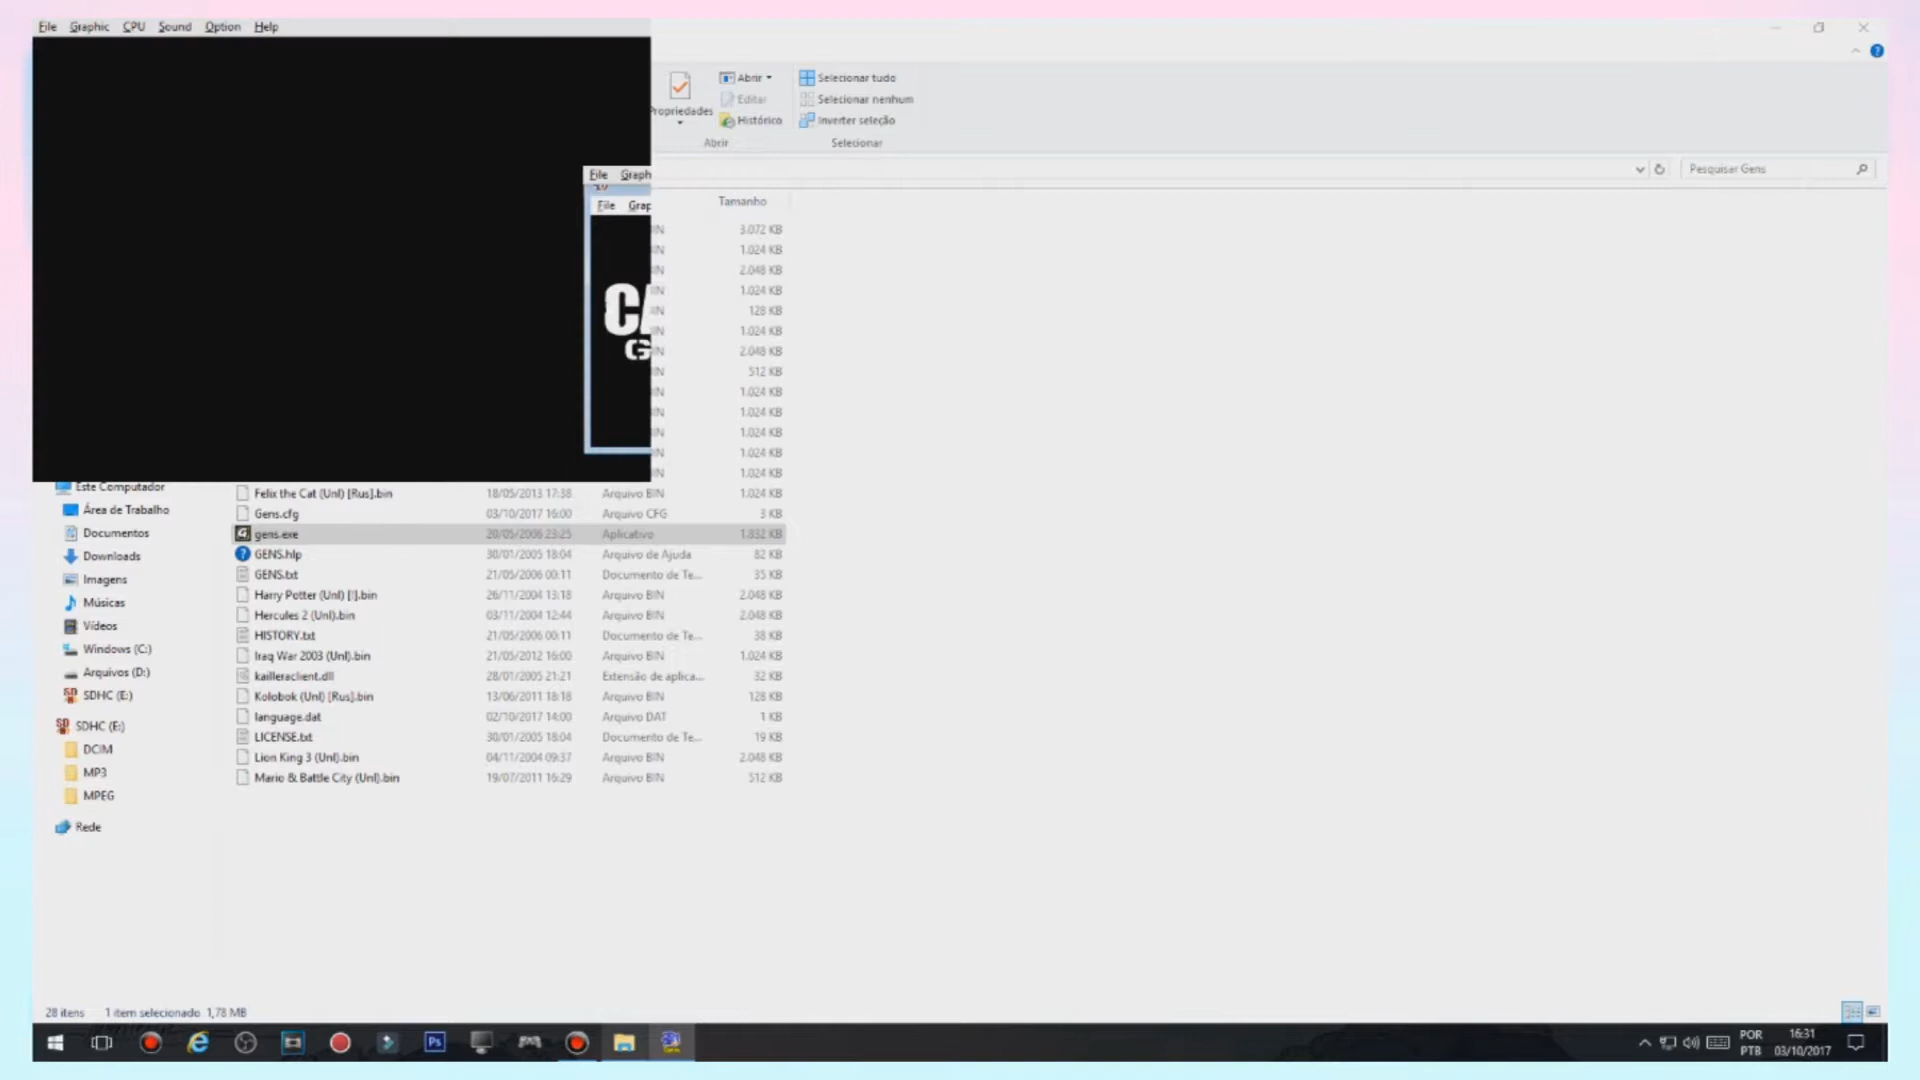 File Graphic CPU Sound Option Help
Propriedades
Abrir
Editar
Histórico
Abrir
Selecionar tudo
Selecionar nenhum
Inverter seleção
Selecionar
File Graph
Pesquisar Gens
File Grap
Tamanho
IN 3.072 KB
IN 1.024 KB
IN 2.048 KB
IN 1.024 KB
IN 128 KB
IN 1.024 KB
IN 2.048 KB
IN 512 KB
IN 1.024 KB
IN 1.024 KB
IN 1.024 KB
IN 1.024 KB
IN 1.024 KB
CA
G
Este Computador
Área de Trabalho
Documentos
Downloads
Imagens
Músicas
Vídeos
Windows (C:)
Arquivos (D:)
SDHC (E:)
SDHC (E:)
DCIM
MP3
MPEG
Rede
Felix the Cat (Unl) [Rus].bin 18/05/2013 17:38 Arquivo BIN 1.024 KB
Gens.cfg 03/10/2017 16:00 Arquivo CFG 3 KB
gens.exe 20/05/2006 23:25 Aplicativo 1.832 KB
GENS.hlp 30/01/2005 18:04 Arquivo de Ajuda 82 KB
GENS.txt 21/05/2006 00:11 Documento de Te... 35 KB
Harry Potter (Unl) [!].bin 26/11/2004 13:18 Arquivo BIN 2.048 KB
Hercules 2 (Unl).bin 03/11/2004 12:44 Arquivo BIN 2.048 KB
HISTORY.txt 21/05/2006 00:11 Documento de Te... 38 KB
Iraq War 2003 (Unl).bin 21/05/2012 16:00 Arquivo BIN 1.024 KB
kailleraclient.dll 28/01/2005 21:21 Extensão de aplica... 32 KB
Kolobok (Unl) [Rus].bin 13/06/2011 18:18 Arquivo BIN 128 KB
language.dat 02/10/2017 14:00 Arquivo DAT 1 KB
LICENSE.txt 30/01/2005 18:04 Documento de Te... 19 KB
Lion King 3 (Unl).bin 04/11/2004 09:37 Arquivo BIN 2.048 KB
Mario & Battle City (Unl).bin 19/07/2011 16:29 Arquivo BIN 512 KB
28 itens 1 item selecionado 1,78 MB
Ps
POR
PTB
16:31
03/10/2017